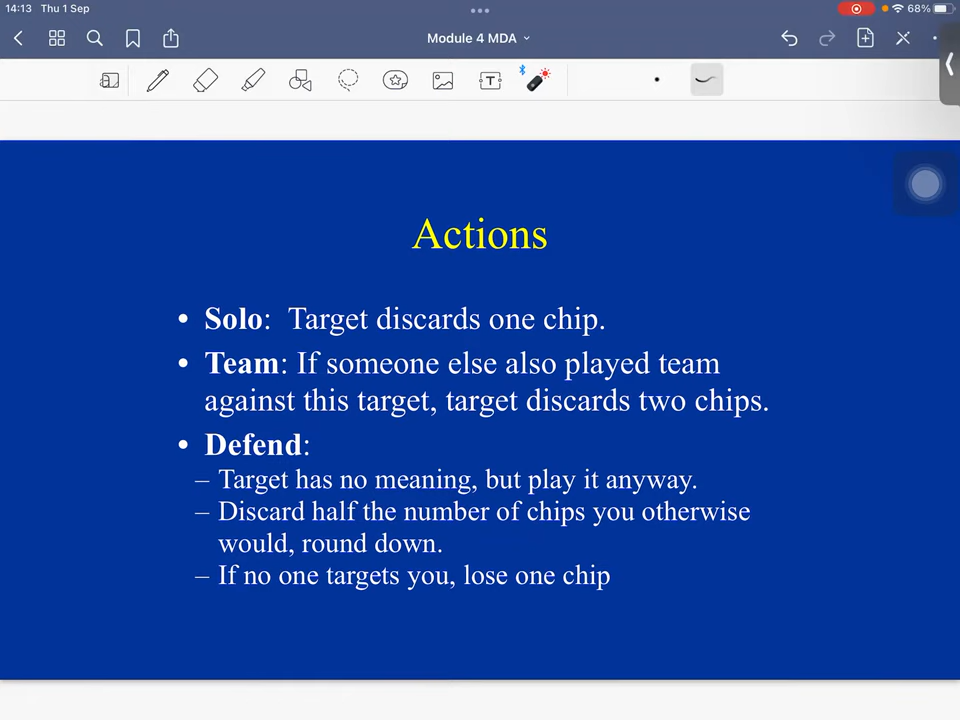 14:13 Thu 1 Sep
68%
Module 4 MDA
T
Actions
• Solo: Target discards one chip.
• Team: If someone else also played team
against this target, target discards two chips.
• Defend:
– Target has no meaning, but play it anyway.
– Discard half the number of chips you otherwise
would, round down.
– If no one targets you, lose one chip